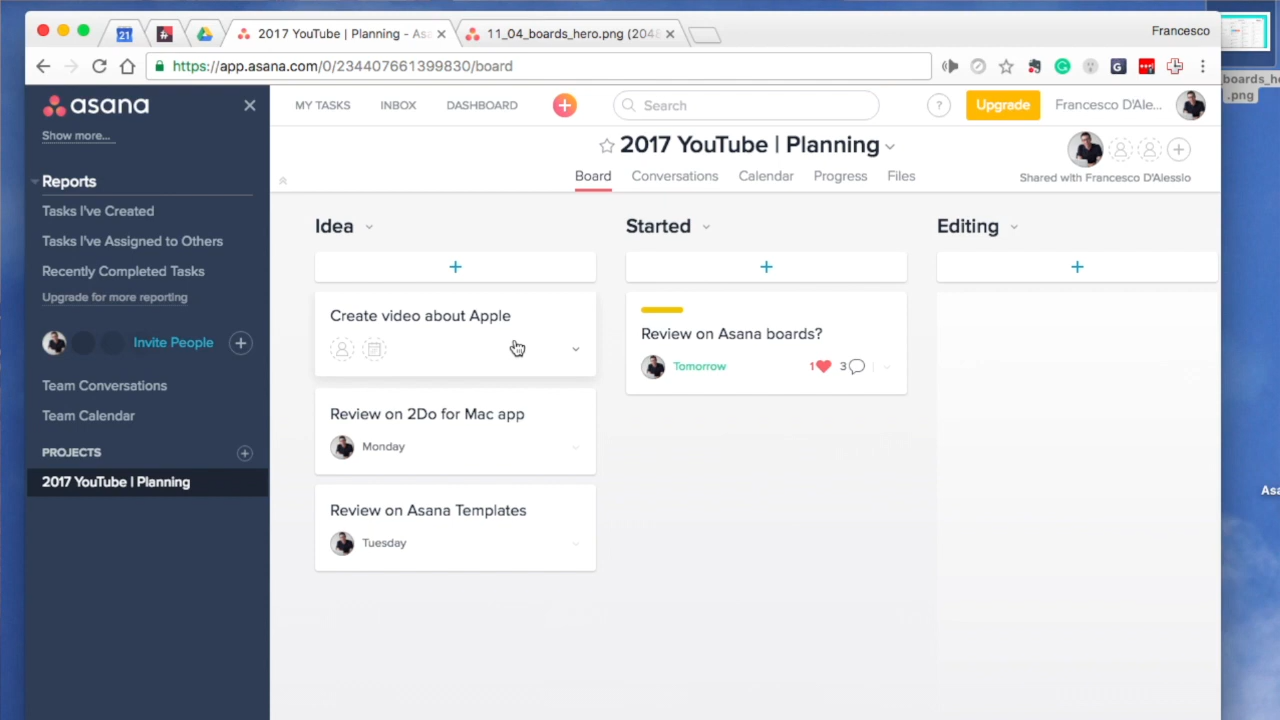 Francesco
2017 YouTube | Planning - Asa
11_04_boards_hero.png (2048
https://app.asana.com/0/234407661399830/board
boards_he
.png
asana
MY TASKS
INBOX
DASHBOARD
Search
?
Upgrade
Francesco D'Ale...
Show more...
2017 YouTube | Planning
Shared with Francesco D'Alessio
Board
Conversations
Calendar
Progress
Files
Reports
Tasks I've Created
Tasks I've Assigned to Others
Recently Completed Tasks
Upgrade for more reporting
Invite People
Team Conversations
Team Calendar
PROJECTS
2017 YouTube | Planning
Idea
Create video about Apple
Review on 2Do for Mac app
Monday
Review on Asana Templates
Tuesday
Started
Review on Asana boards?
Tomorrow
1
3
Editing
Asa